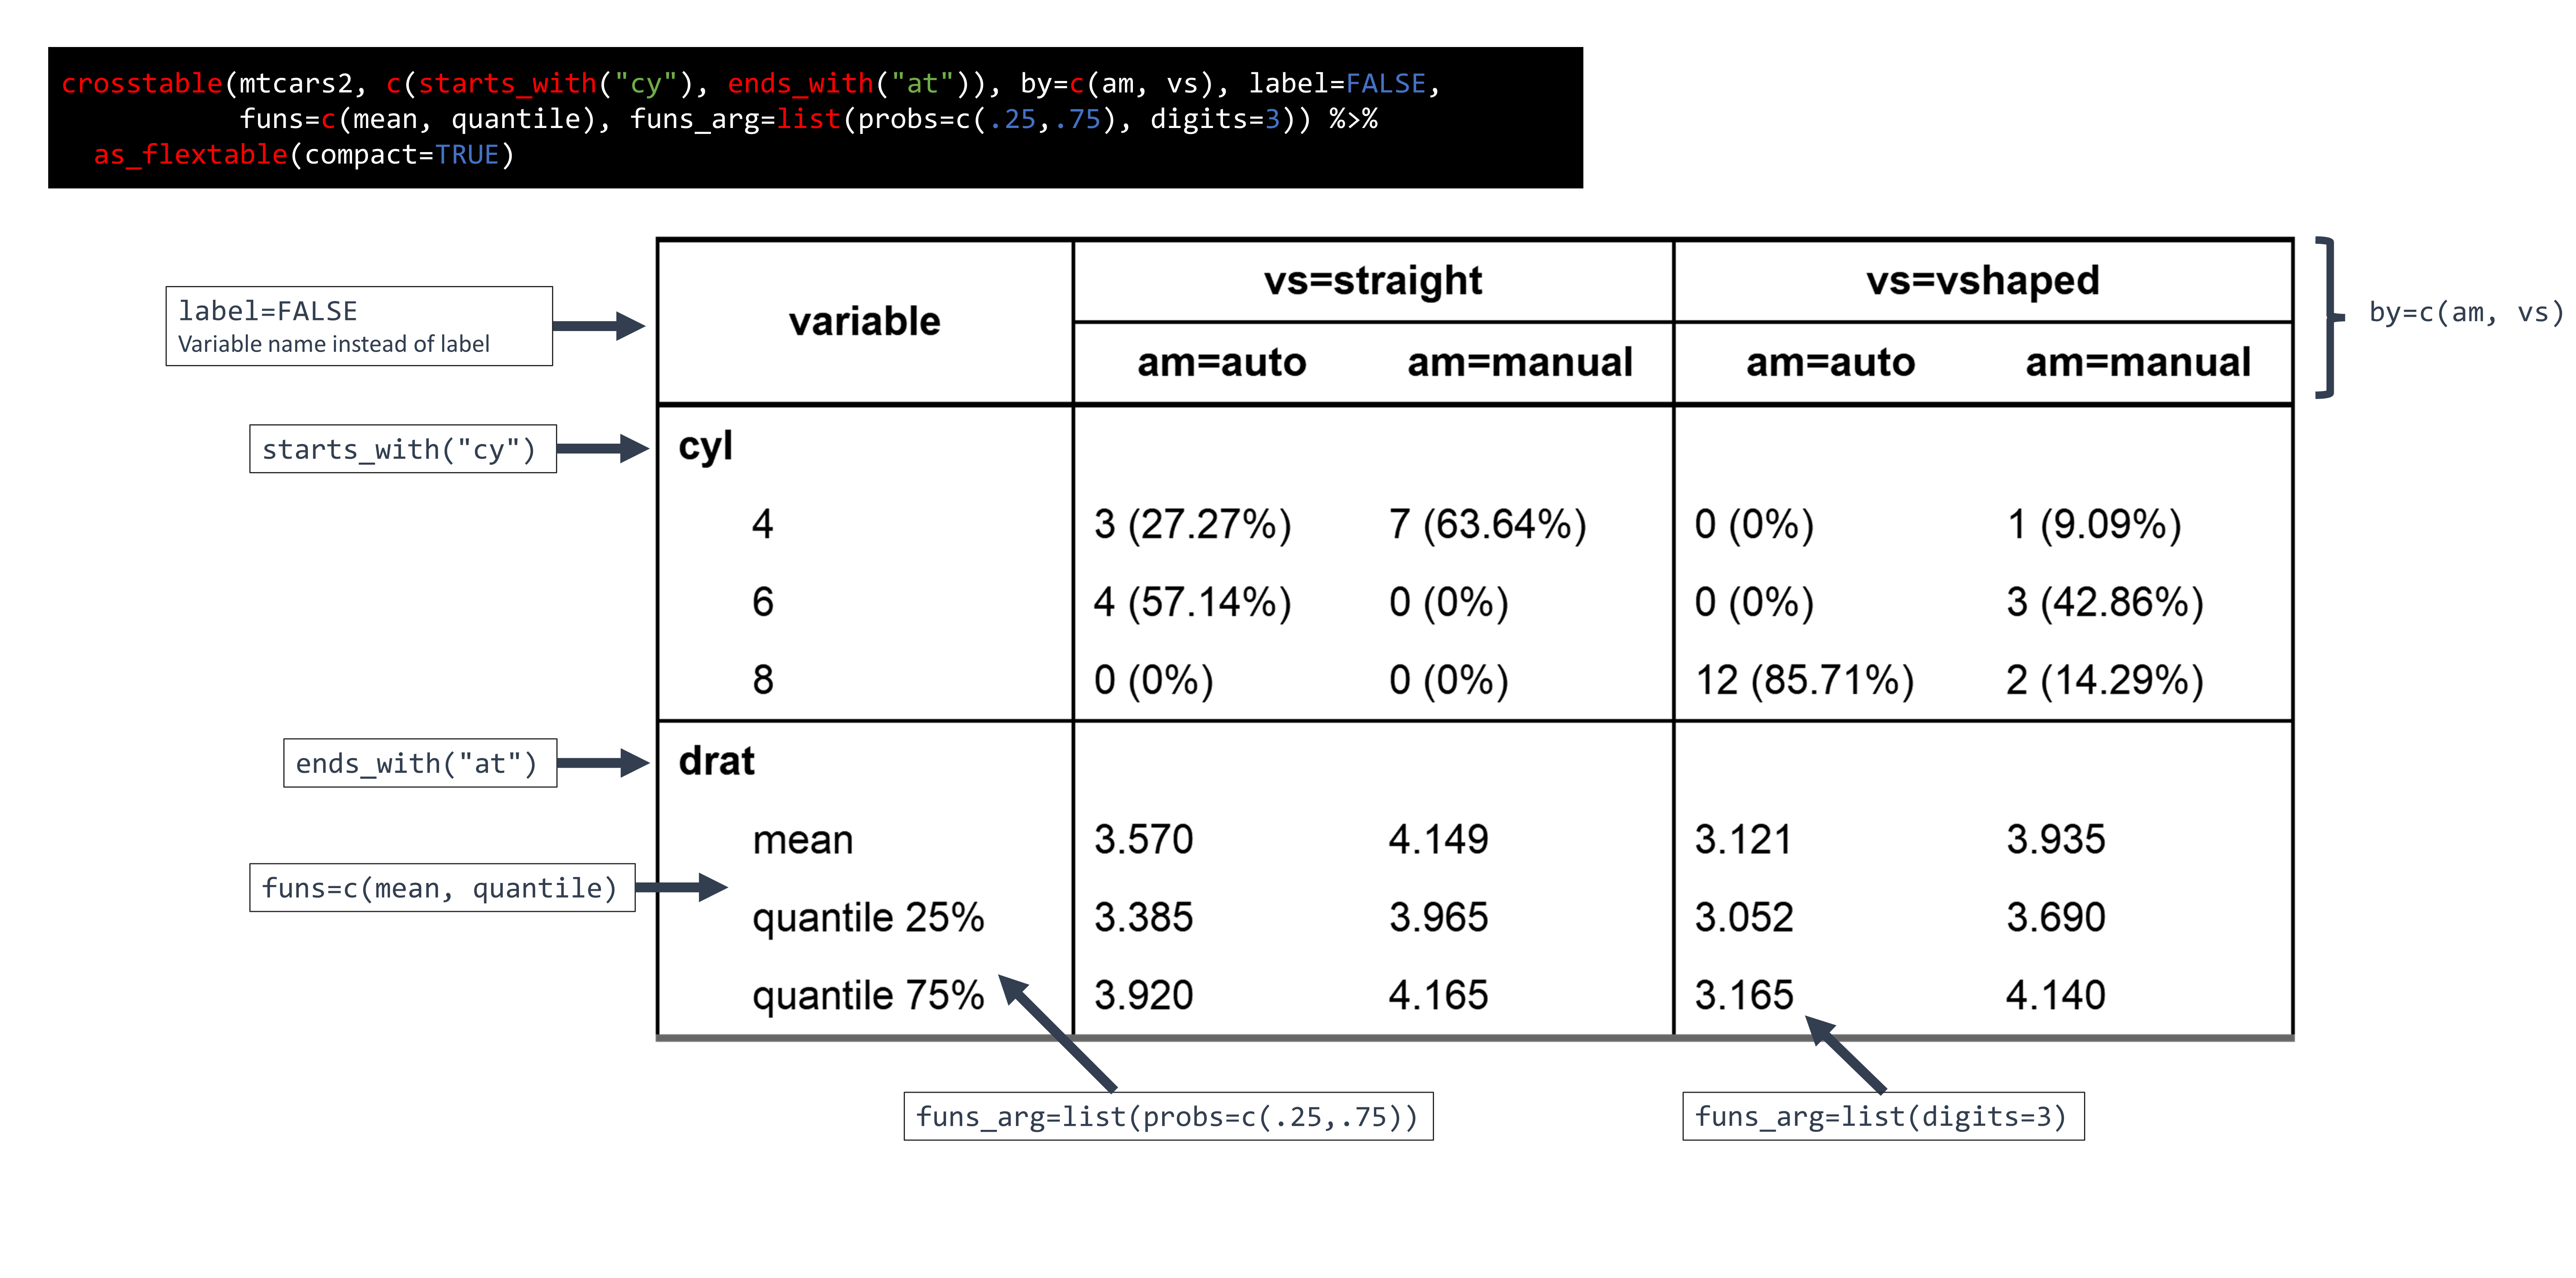 crosstable(mtcars2, c(starts_with("cy"), ends_with("at")), by=c(am, vs), label=FALSE,
funs=c(mean, quantile), funs_arg=list(probs=c(.25,.75), digits=3)) %>%
as_flextable(compact=TRUE)
variable vs=straight vs=vshaped
am=auto am=manual am=auto am=manual
by=c(am, vs)
label=FALSE
Variable name instead of label
starts_with("cy")
cyl
4 3 (27.27%) 7 (63.64%) 0 (0%) 1 (9.09%)
6 4 (57.14%) 0 (0%) 0 (0%) 3 (42.86%)
8 0 (0%) 0 (0%) 12 (85.71%) 2 (14.29%)
ends_with("at")
drat
mean 3.570 4.149 3.121 3.935
funs=c(mean, quantile)
quantile 25% 3.385 3.965 3.052 3.690
quantile 75% 3.920 4.165 3.165 4.140
funs_arg=list(probs=c(.25,.75))
funs_arg=list(digits=3)